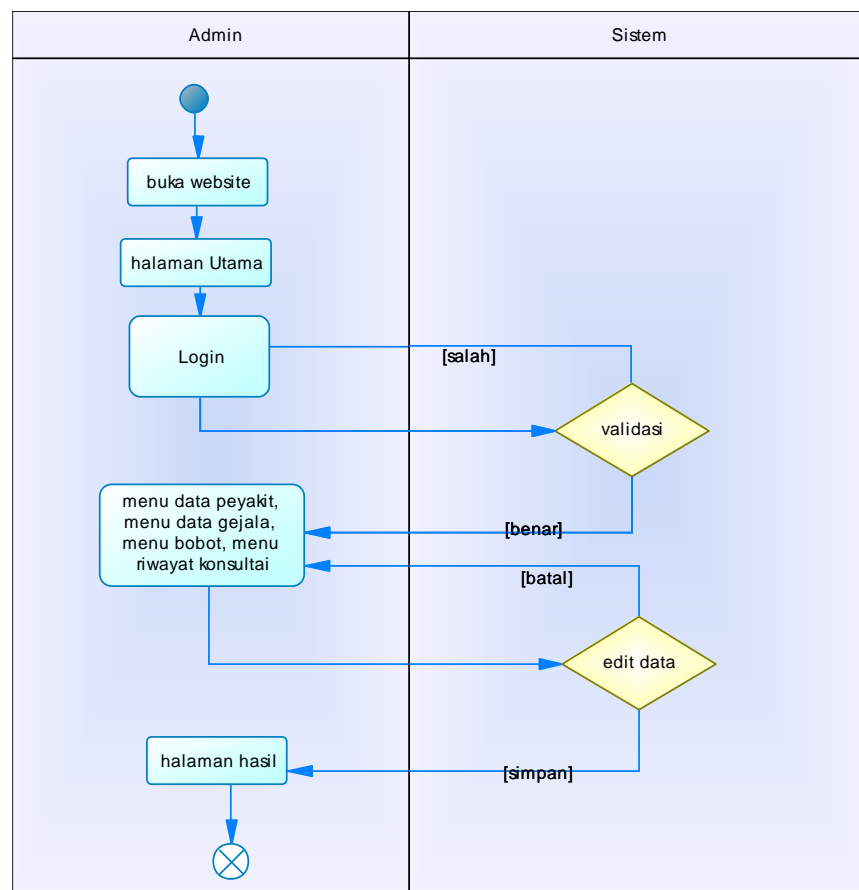 Admin
Sistem
buka website
halaman Utama
Login
[salah]
validasi
menu data peyakit,
menu data gejala,
menu bobot, menu
riwayat konsultai
[benar]
[batal]
edit data
halaman hasil
[simpan]